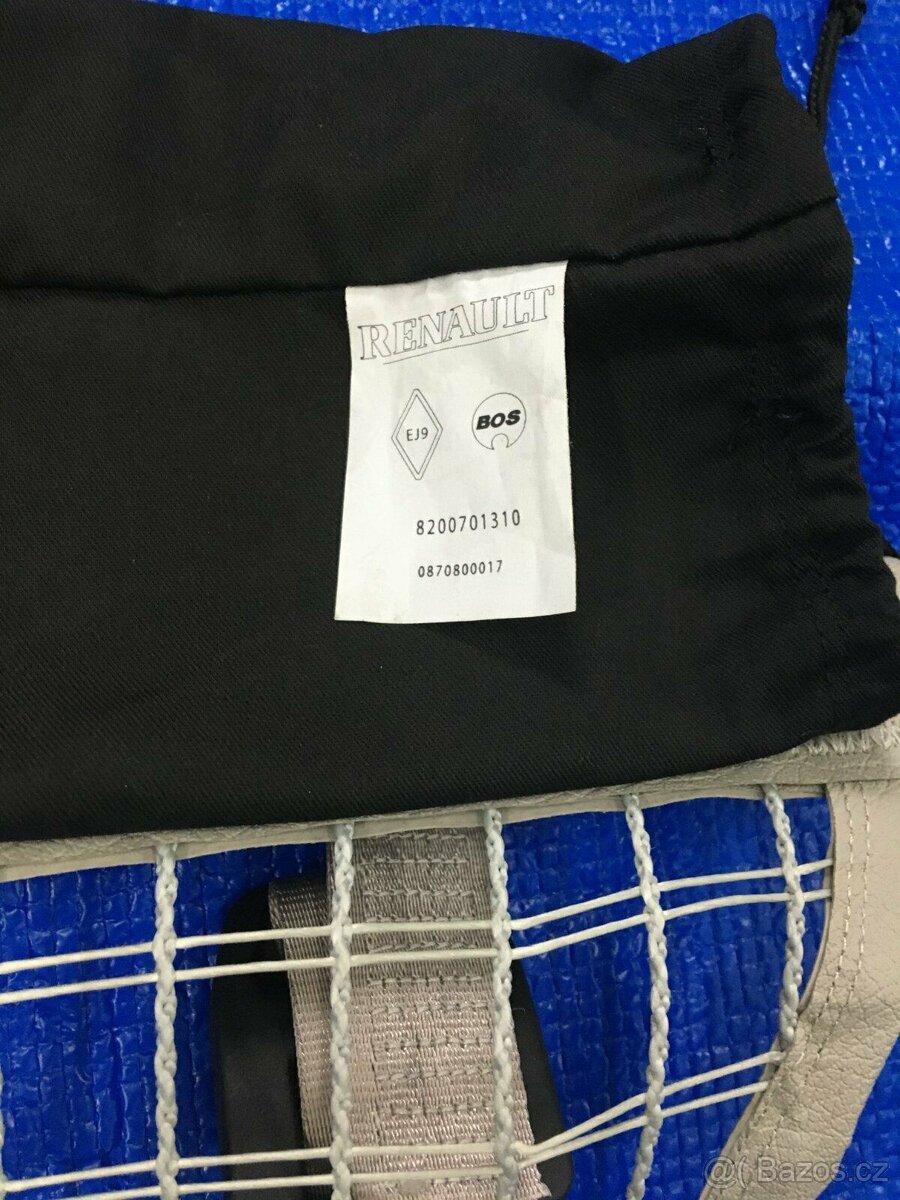 RENAULT
EJ9
BOS
8200701310
0870800017
@( Bazos.cz